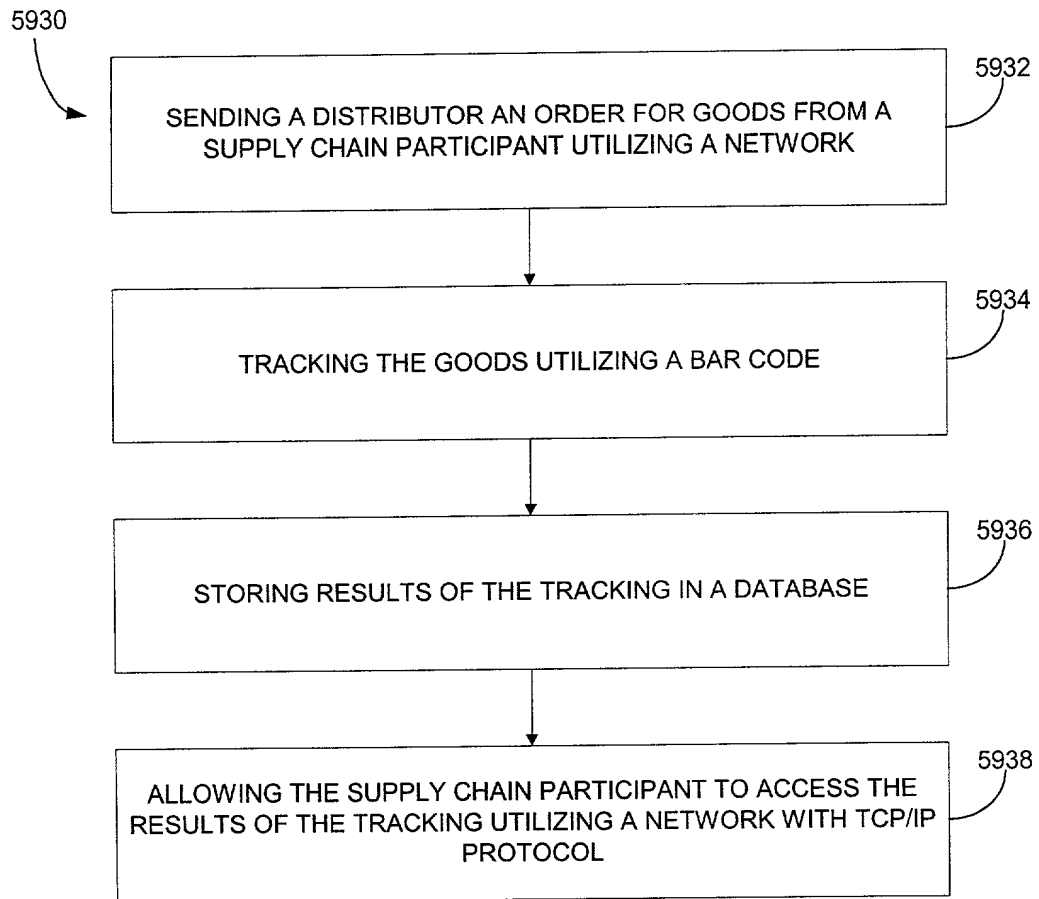 5930
5932
SENDING A DISTRIBUTOR AN ORDER FOR GOODS FROM A
SUPPLY CHAIN PARTICIPANT UTILIZING A NETWORK
5934
TRACKING THE GOODS UTILIZING A BAR CODE
5936
STORING RESULTS OF THE TRACKING IN A DATABASE
5938
ALLOWING THE SUPPLY CHAIN PARTICIPANT TO ACCESS THE
RESULTS OF THE TRACKING UTILIZING A NETWORK WITH TCP/IP
PROTOCOL